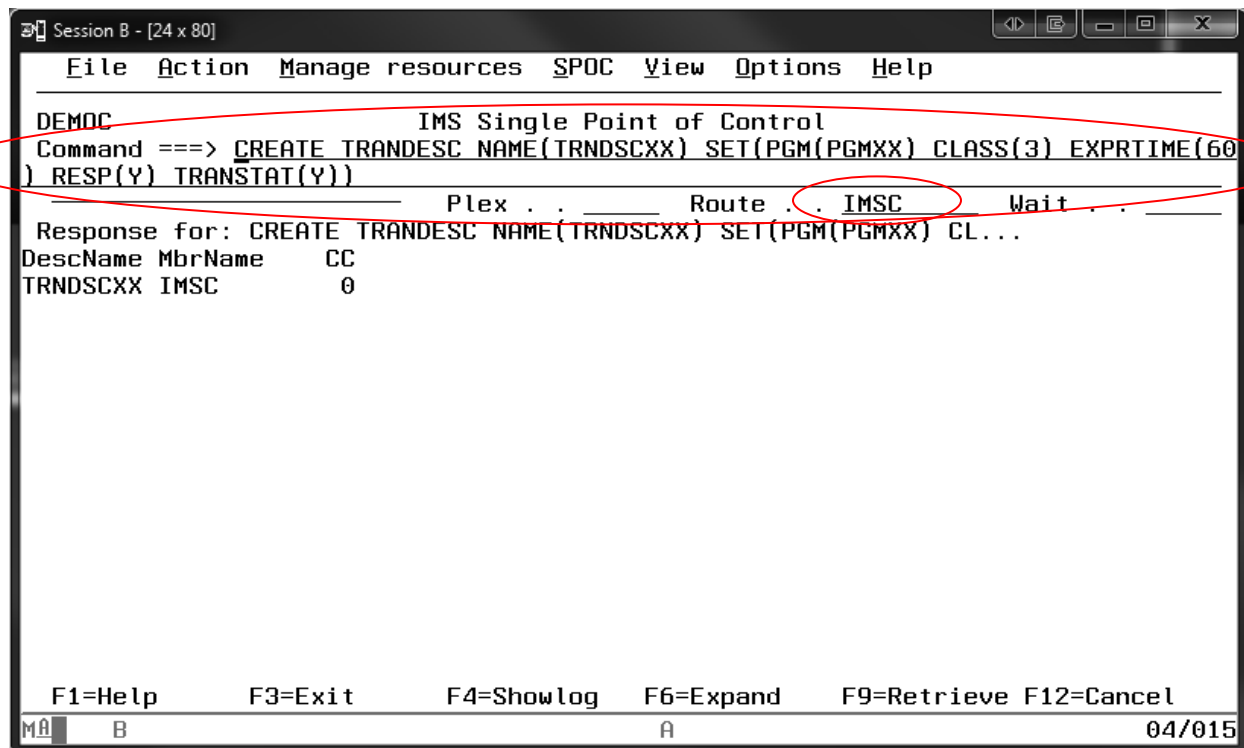 Session B - [24 x 80]
File Action Manage resources SPOC View Options Help
DEMOC IMS Single Point of Control
Command ===> CREATE TRANDESC NAME(TRNDSCXX) SET(PGM(PGMXX) CLASS(3) EXPRTIME(60
) RESP(Y) TRANSTAT(Y))
Plex . . Route . . IMSC Wait . .
Response for: CREATE TRANDESC NAME(TRNDSCXX) SET(PGM(PGMXX) CL...
DescName MbrName CC
TRNDSCXX IMSC 0
F1=Help F3=Exit F4=Showlog F6=Expand F9=Retrieve F12=Cancel
MA B A 04/015